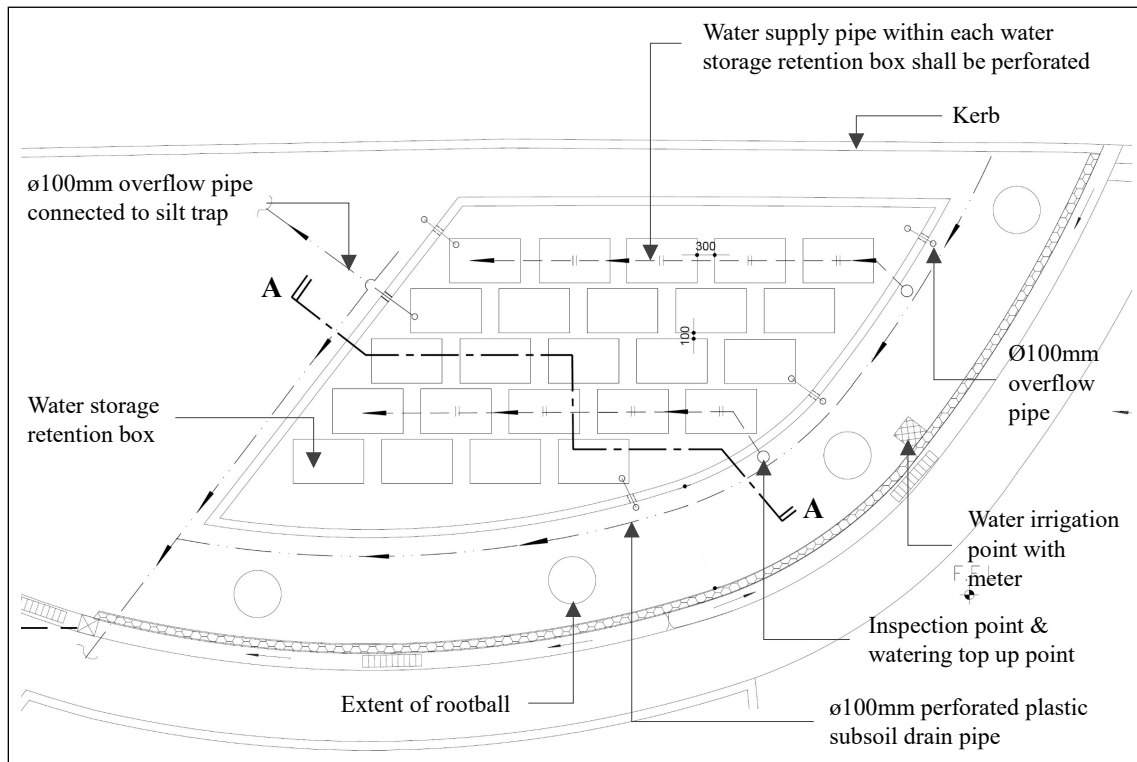 Water supply pipe within each water
storage retention box shall be perforated
Kerb
ø100mm overflow pipe
connected to silt trap
300
A
100
Ø100mm
overflow
pipe
Water storage
retention box
A
Water irrigation
point with
meter
Inspection point &
watering top up point
Extent of rootball
ø100mm perforated plastic
subsoil drain pipe